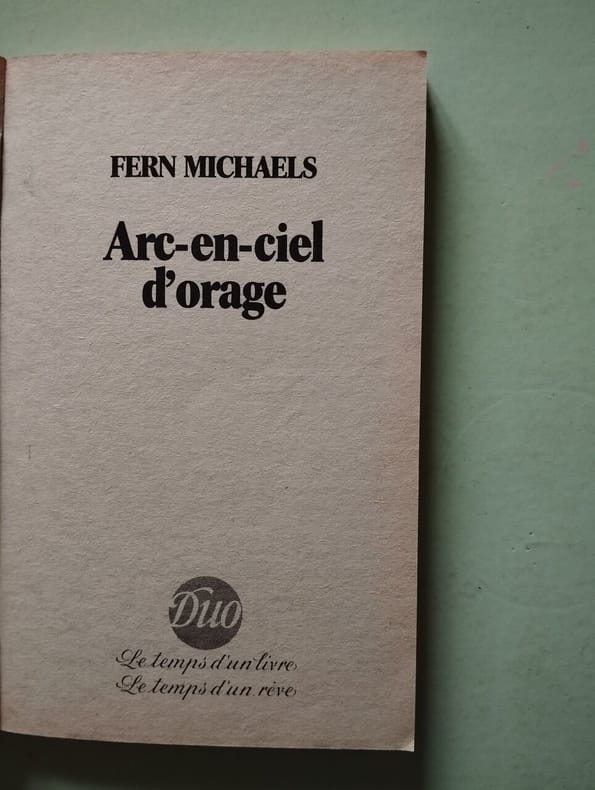 FERN MICHAELS
Arc-en-ciel
d'orage
Duo
Le temps d'un livre
Le temps d'un rêve